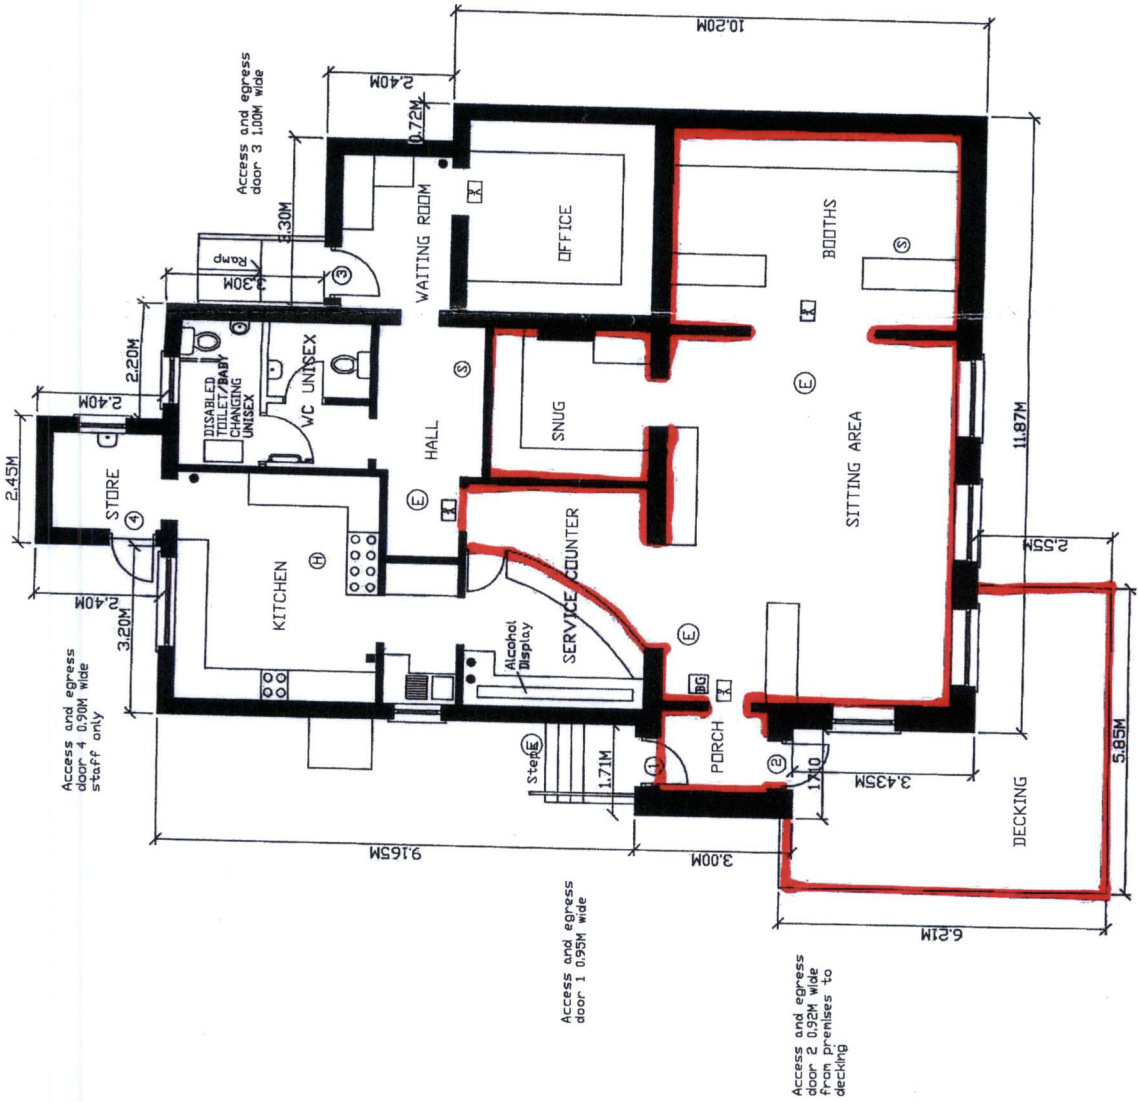 10.20M
2.40M
0.72M
Access and egress
door 3 1.00M wide
3.30M
Ramp
3.30M
3
WAITING ROOM
OFFICE
BOOTHS
S
2.20M
2.40M
2.45M
DISABLED
TOILET/BABY
CHANGING
UNISEX
WC UNISEX
S
HALL
E
SNUG
E
SITTING AREA
11.87M
STORE
4
2.40M
3.20M
KITCHEN
H
Access and egress
door 4 0.90M wide
staff only
SERVICE COUNTER
Alcohol
Display
E
BG
2.55M
Steps
E
1.71M
1
PORCH
2
1.710
3.435M
DECKING
5.85M
9.165M
3.00M
6.21M
Access and egress
door 1 0.95M wide
Access and egress
door 2 0.92M wide
from premises to
decking